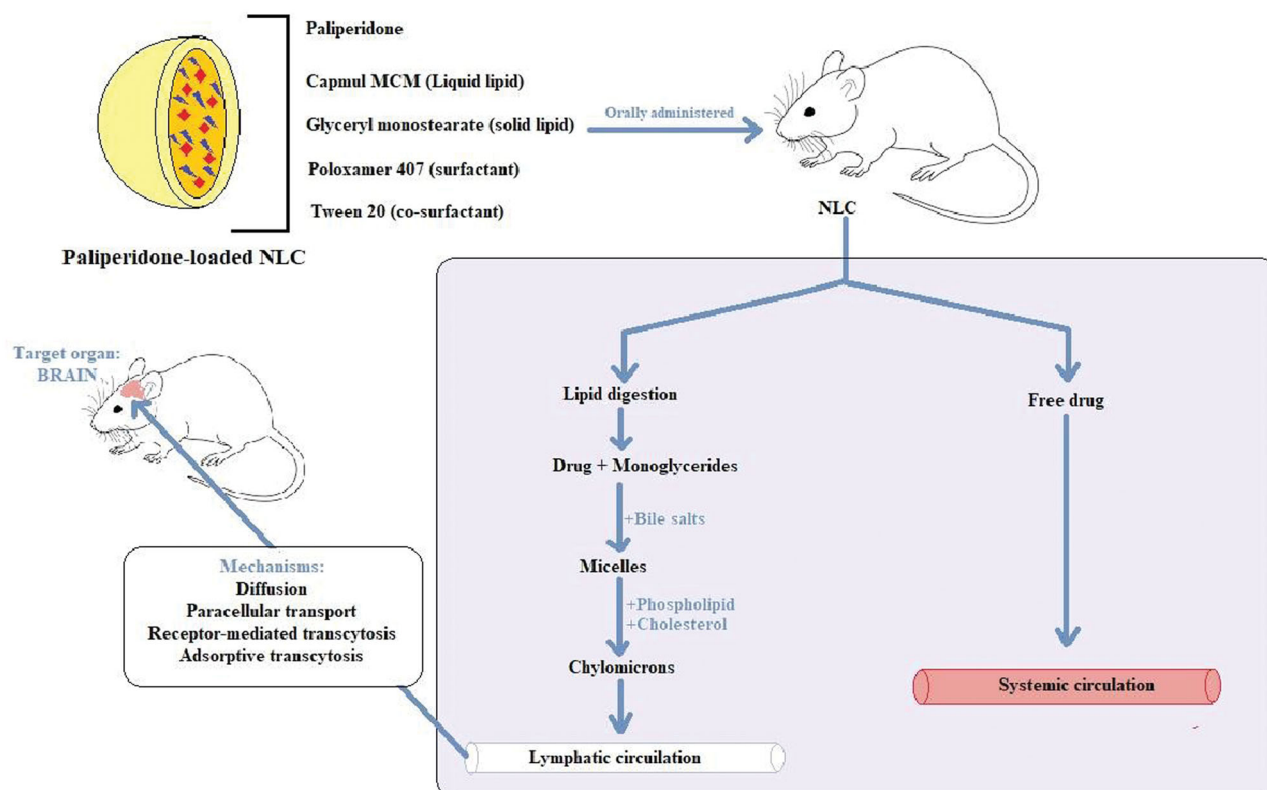 Paliperidone
Capmul MCM (Liquid lipid)
Glyceryl monostearate (solid lipid)
Poloxamer 407 (surfactant)
Tween 20 (co-surfactant)
Paliperidone-loaded NLC
Orally administered
NLC
Lipid digestion
Drug + Monoglycerides
+Bile salts
Micelles
+Phospholipid
+Cholesterol
Chylomicrons
Lymphatic circuilation
Free drug
Systemic circulation
Mechanisms:
Diffusion
Paracellular transport
Receptor-mediated transcytosis
Adsorptive transcytosis
Target organ:
BRAIN